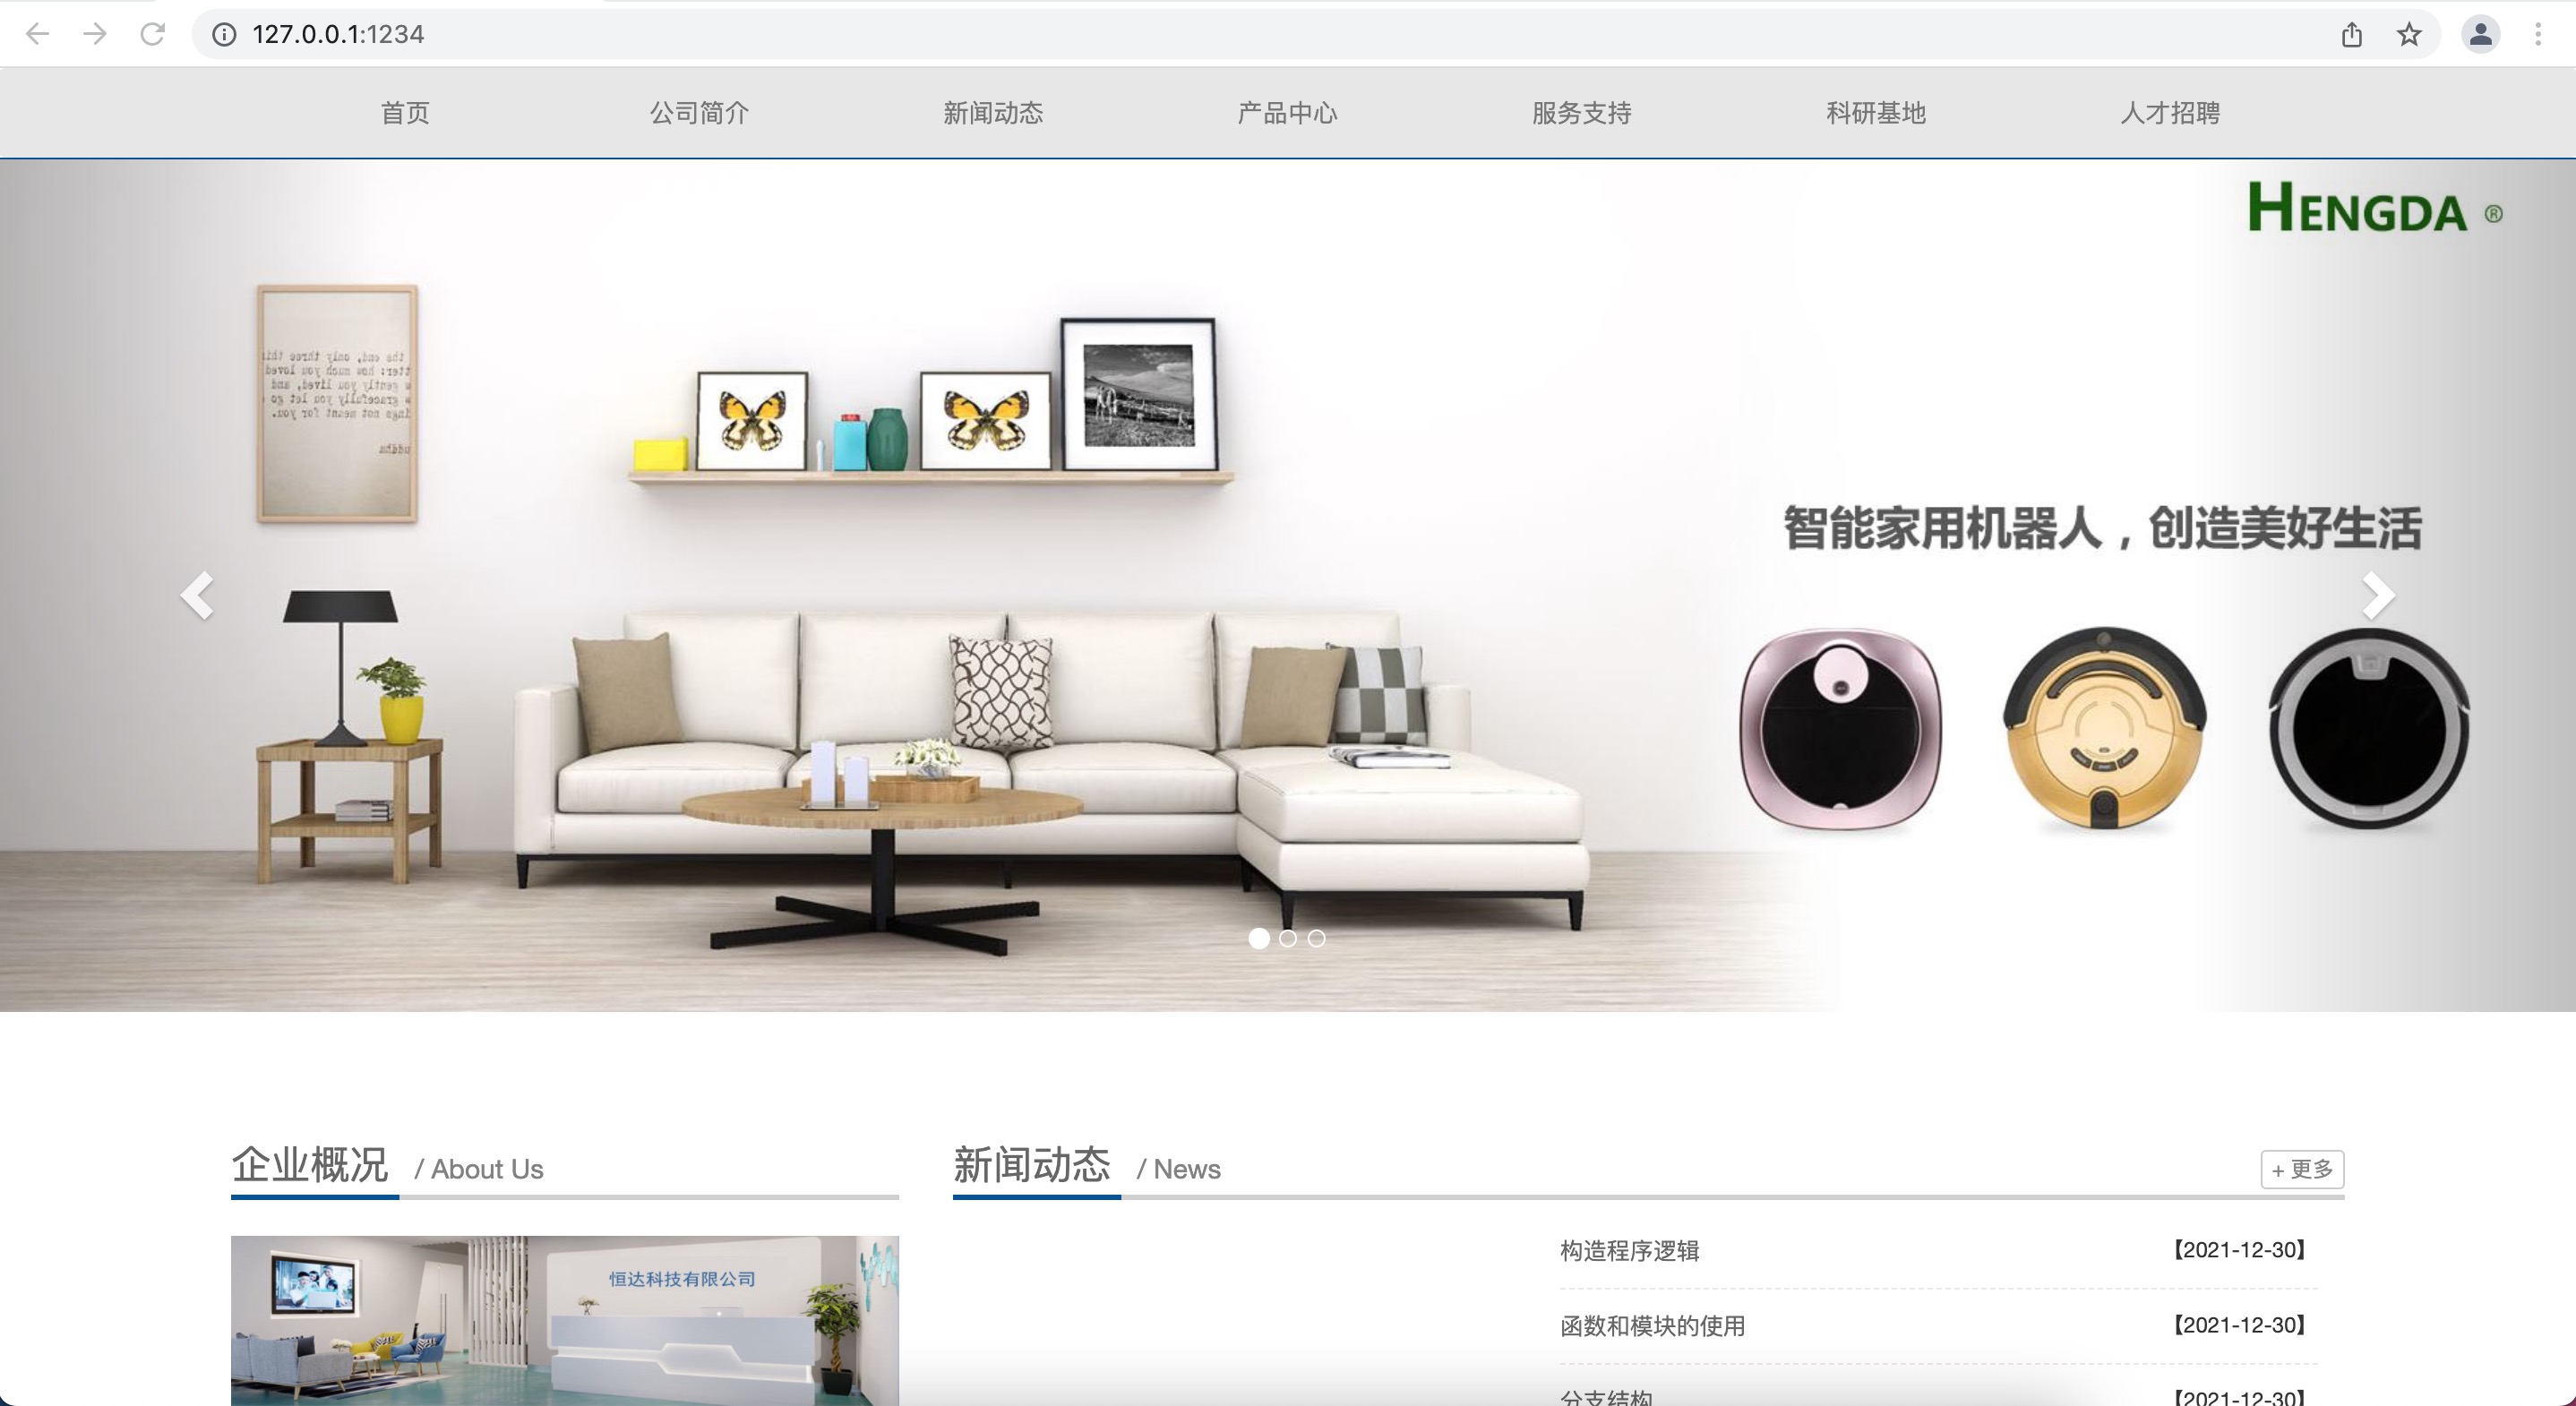 127.0.0.1:1234
首页 公司简介 新闻动态 产品中心 服务支持 科研基地 人才招聘
HENGDA ®
智能家用机器人，创造美好生活
企业概况 / About Us
新闻动态 / News
+ 更多
恒达科技有限公司
构造程序逻辑 【2021-12-30】
函数和模块的使用 【2021-12-30】
分支结构 【2021-12-30】